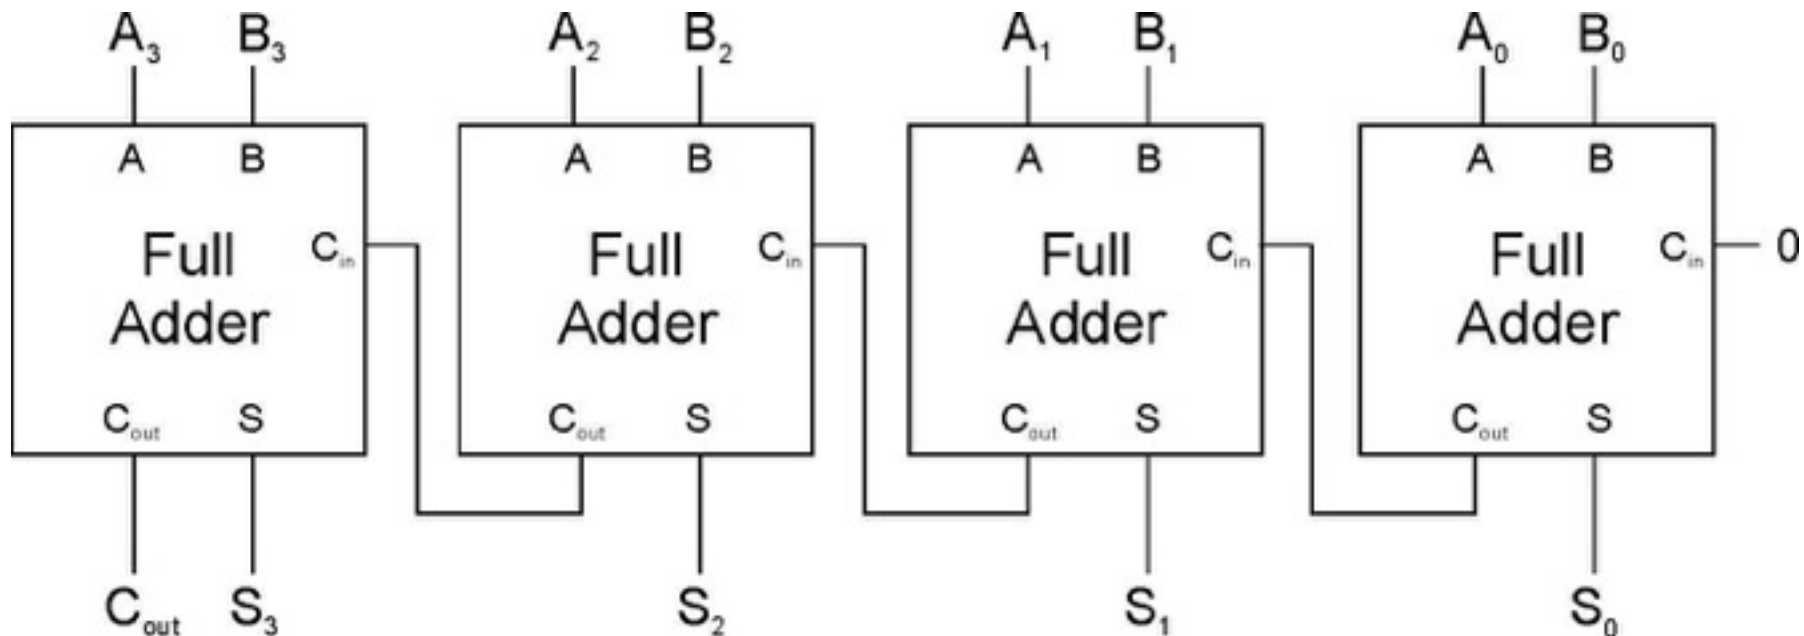 A3 B3 A2 B2 A1 B1 A0 B0
A B A B A B A B
Full Cin Full Cin Full Cin Full Cin 0
Adder Adder Adder Adder
Cout S Cout S Cout S Cout S
Cout S3 S2 S1 S0